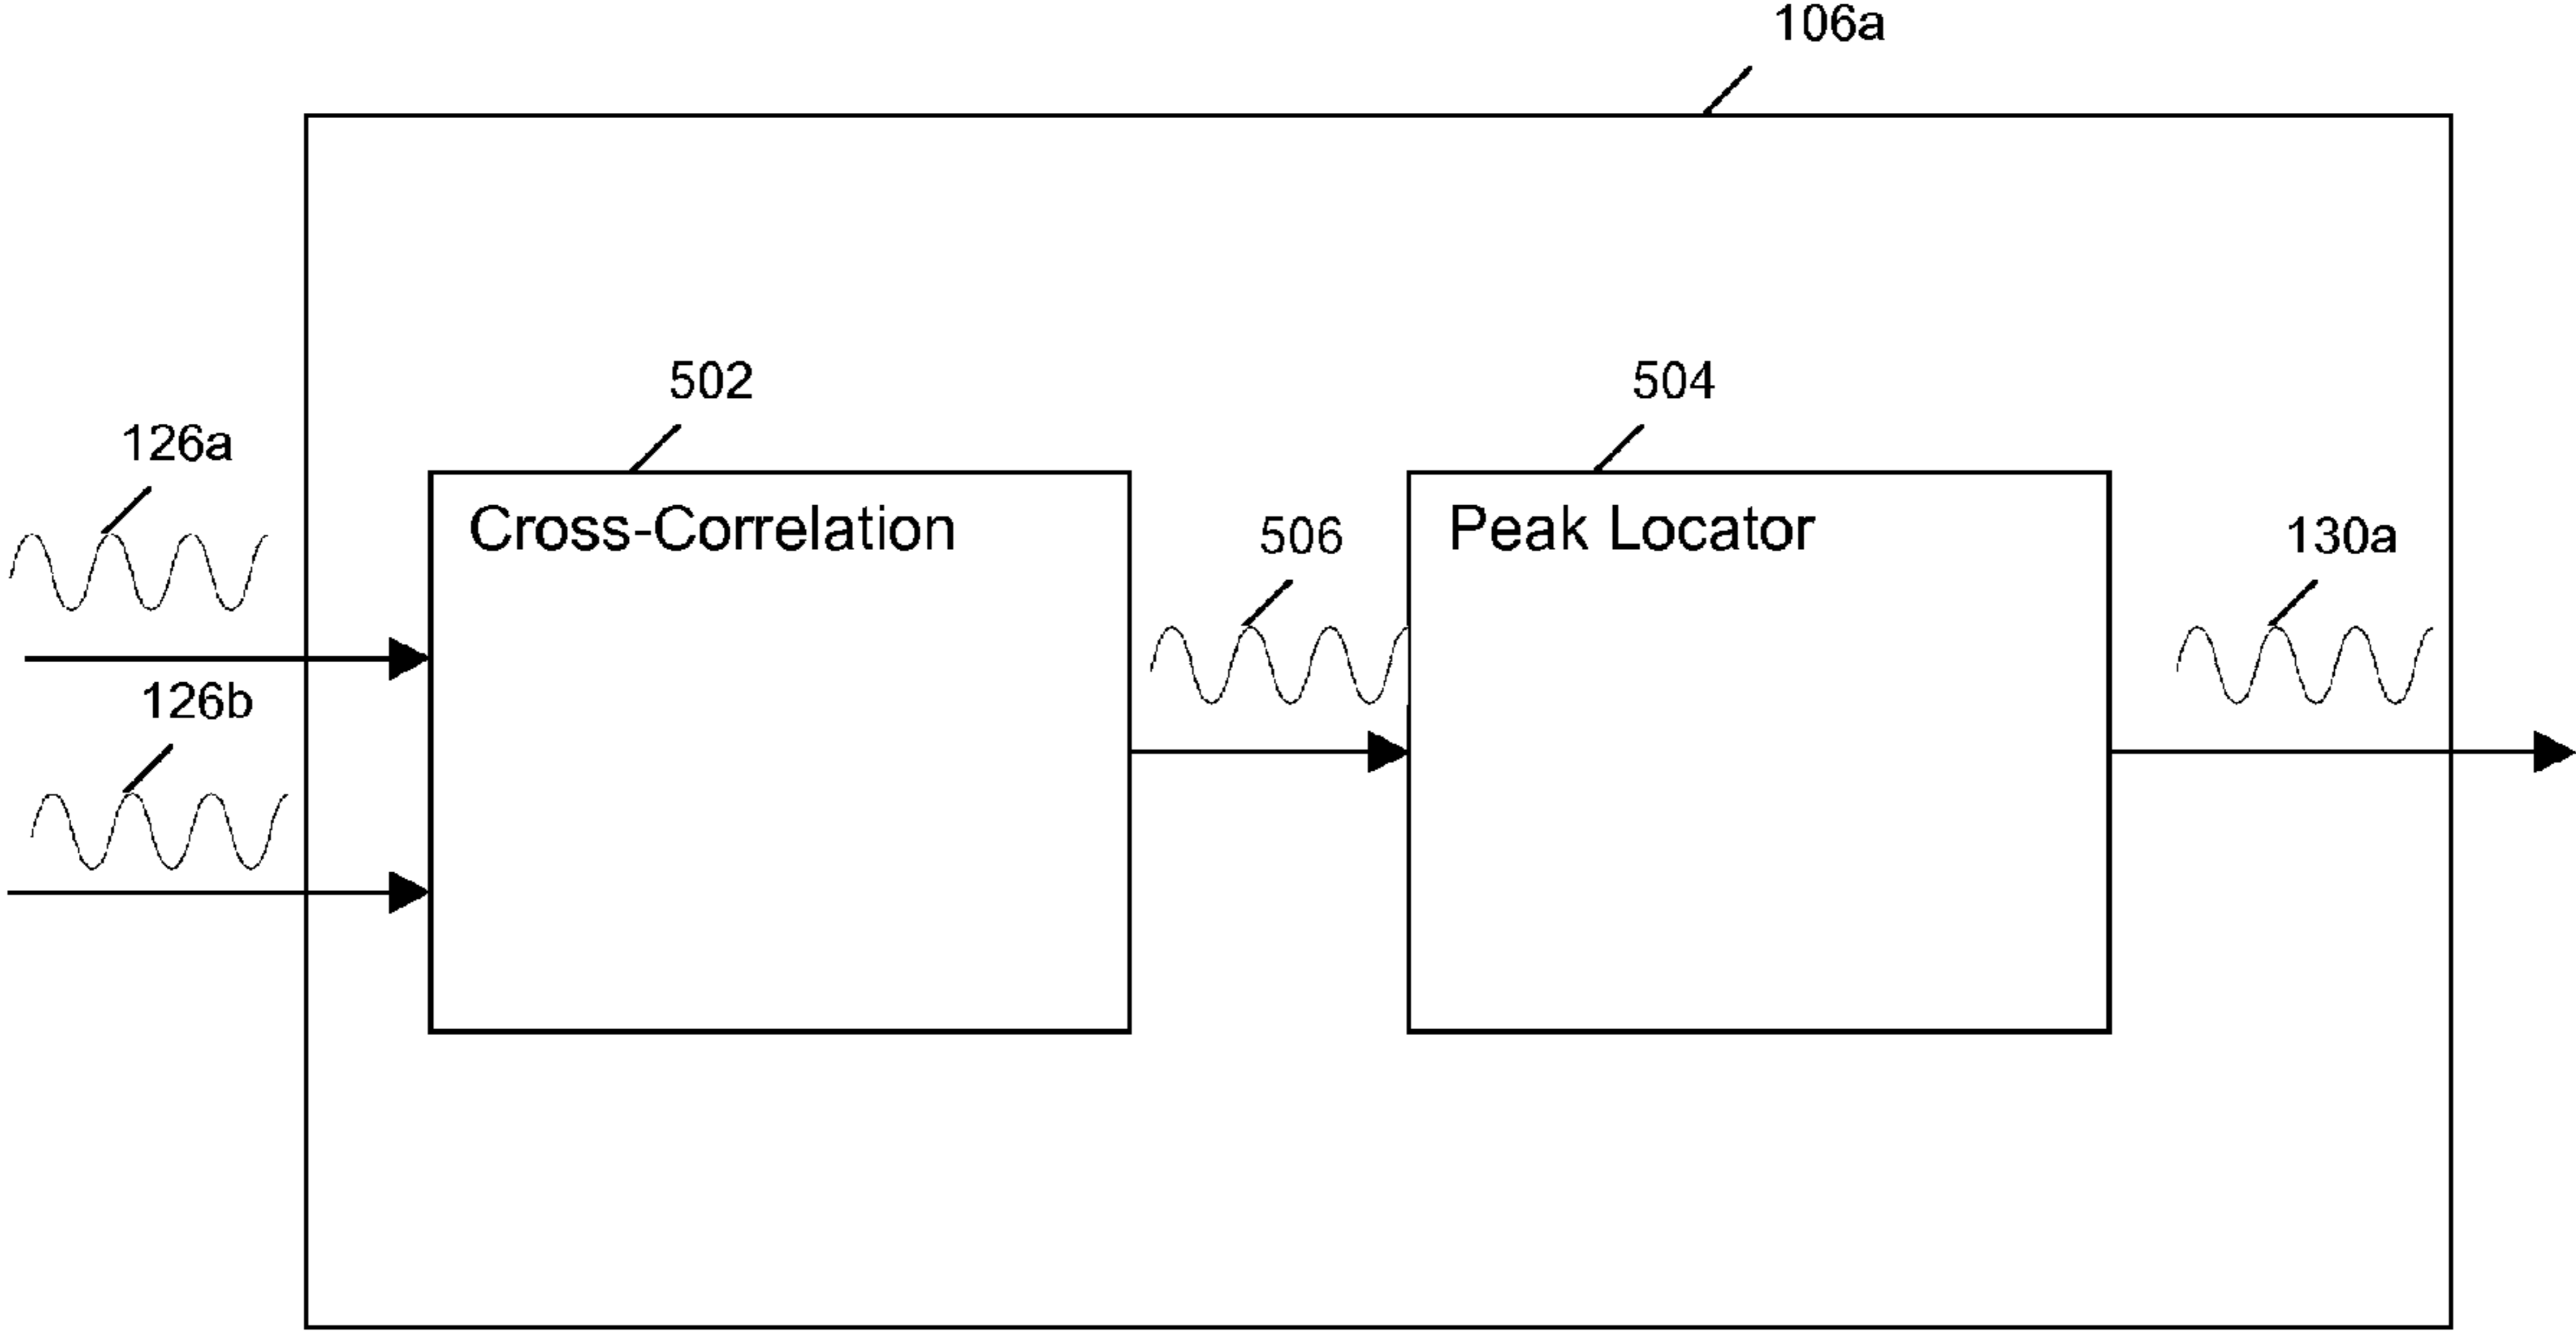 106a
502
504
126a
Cross-Correlation
506
Peak Locator
130a
126b